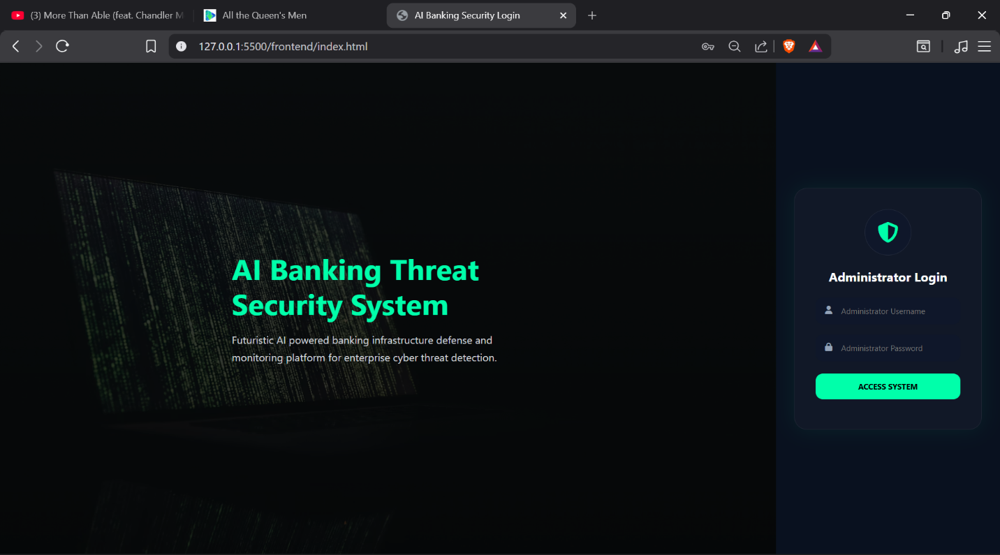 (3) More Than Able (feat. Chandler M
All the Queen's Men
AI Banking Security Login
127.0.0.1:5500/frontend/index.html
AI Banking Threat
Security System
Futuristic AI powered banking infrastructure defense and
monitoring platform for enterprise cyber threat detection.
Administrator Login
Administrator Username
Administrator Password
ACCESS SYSTEM